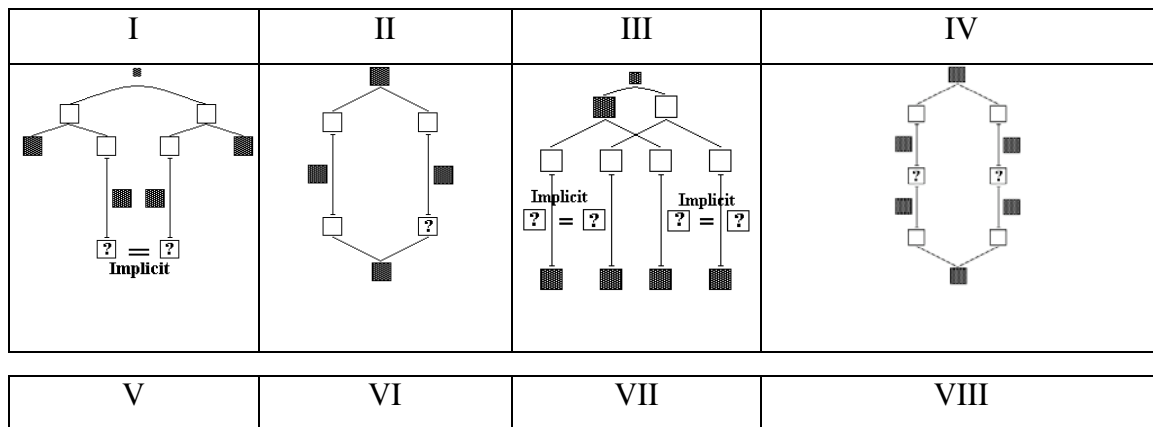 I II III IV
Implicit Implicit
? = ? ? = ? ? ?
?
? = ?
Implicit
V VI VII VIII